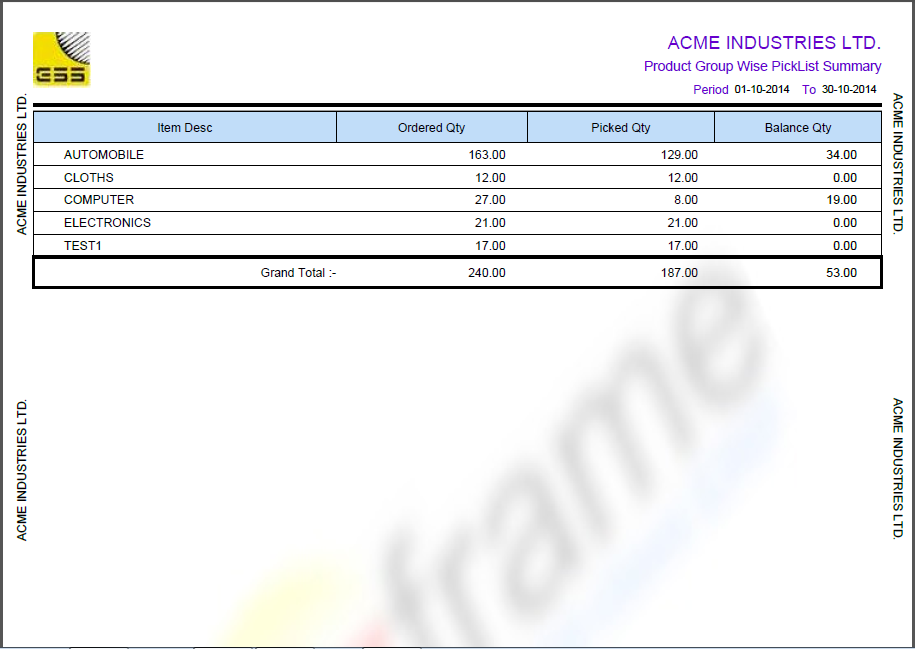 GSS
ACME INDUSTRIES LTD.
Product Group Wise PickList Summary
Period 01-10-2014 To 30-10-2014
ACME INDUSTRIES LTD.
ACME INDUSTRIES LTD.
Item Desc Ordered Qty Picked Qty Balance Qty
AUTOMOBILE 163.00 129.00 34.00
CLOTHS 12.00 12.00 0.00
COMPUTER 27.00 8.00 19.00
ELECTRONICS 21.00 21.00 0.00
TEST1 17.00 17.00 0.00
Grand Total :- 240.00 187.00 53.00
frame
ACME INDUSTRIES LTD.
ACME INDUSTRIES LTD.